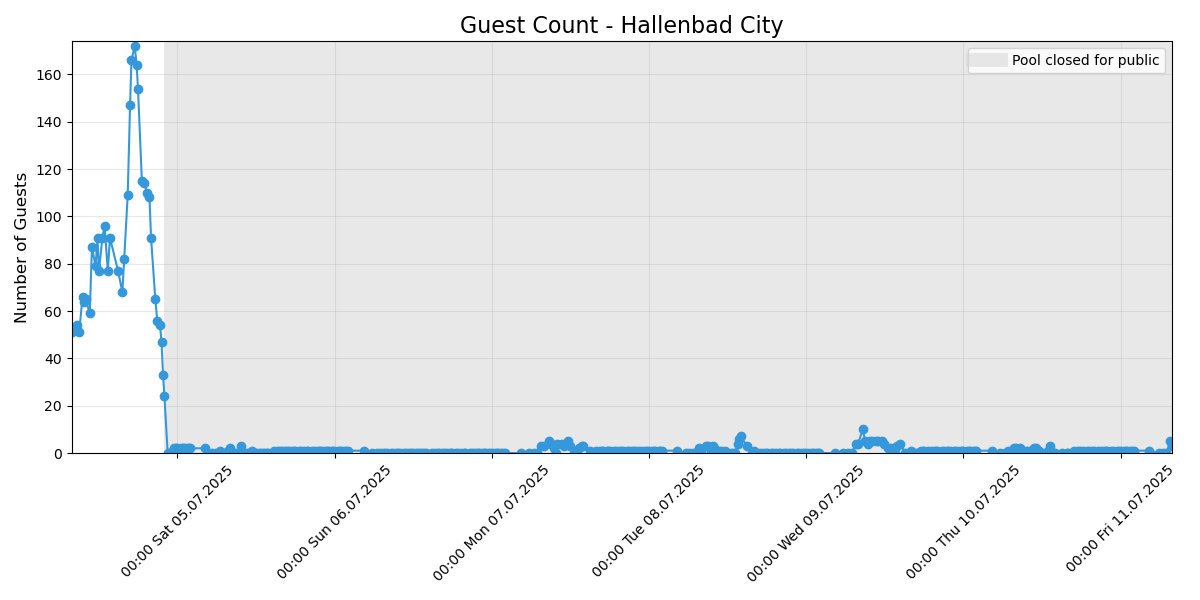 Guest Count - Hallenbad City
Pool closed for public
Number of Guests
160
140
120
100
80
60
40
20
0
00:00 Sat 05.07.2025
00:00 Sun 06.07.2025
00:00 Mon 07.07.2025
00:00 Tue 08.07.2025
00:00 Wed 09.07.2025
00:00 Thu 10.07.2025
00:00 Fri 11.07.2025